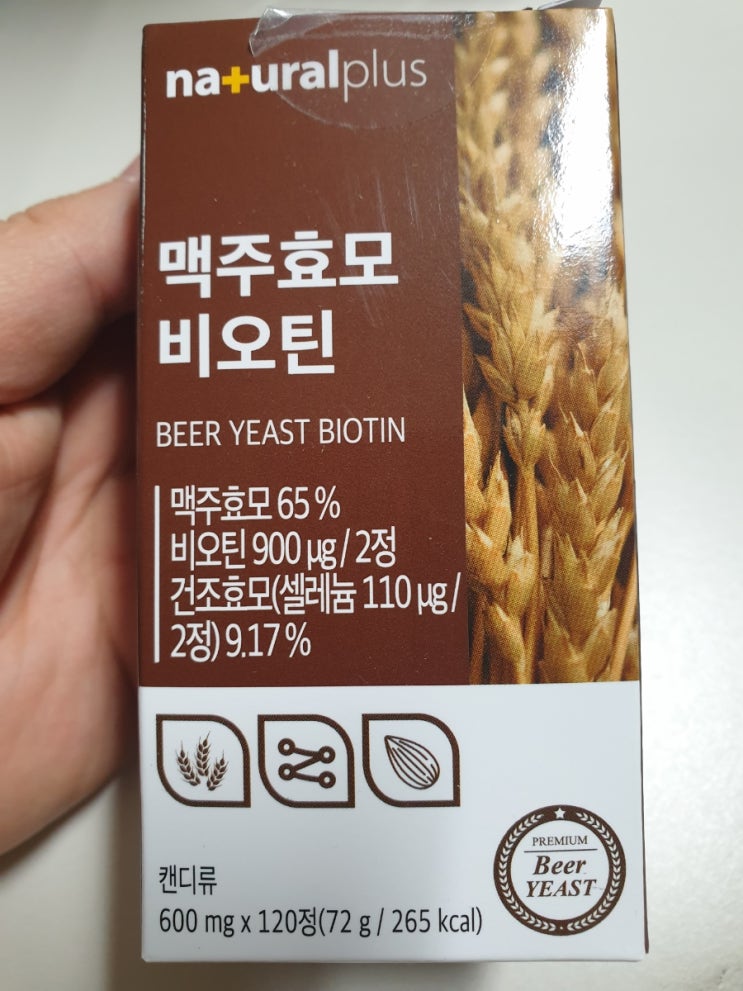 na+uralplus
맥주효모
비오틴
BEER YEAST BIOTIN
맥주효모 65 %
비오틴 900 µg / 2정
건조효모(셀레늄 110 µg /
2정) 9.17 %
캔디류
600 mg x 120정(72 g / 265 kcal)
PREMIUM
Beer
YEAST